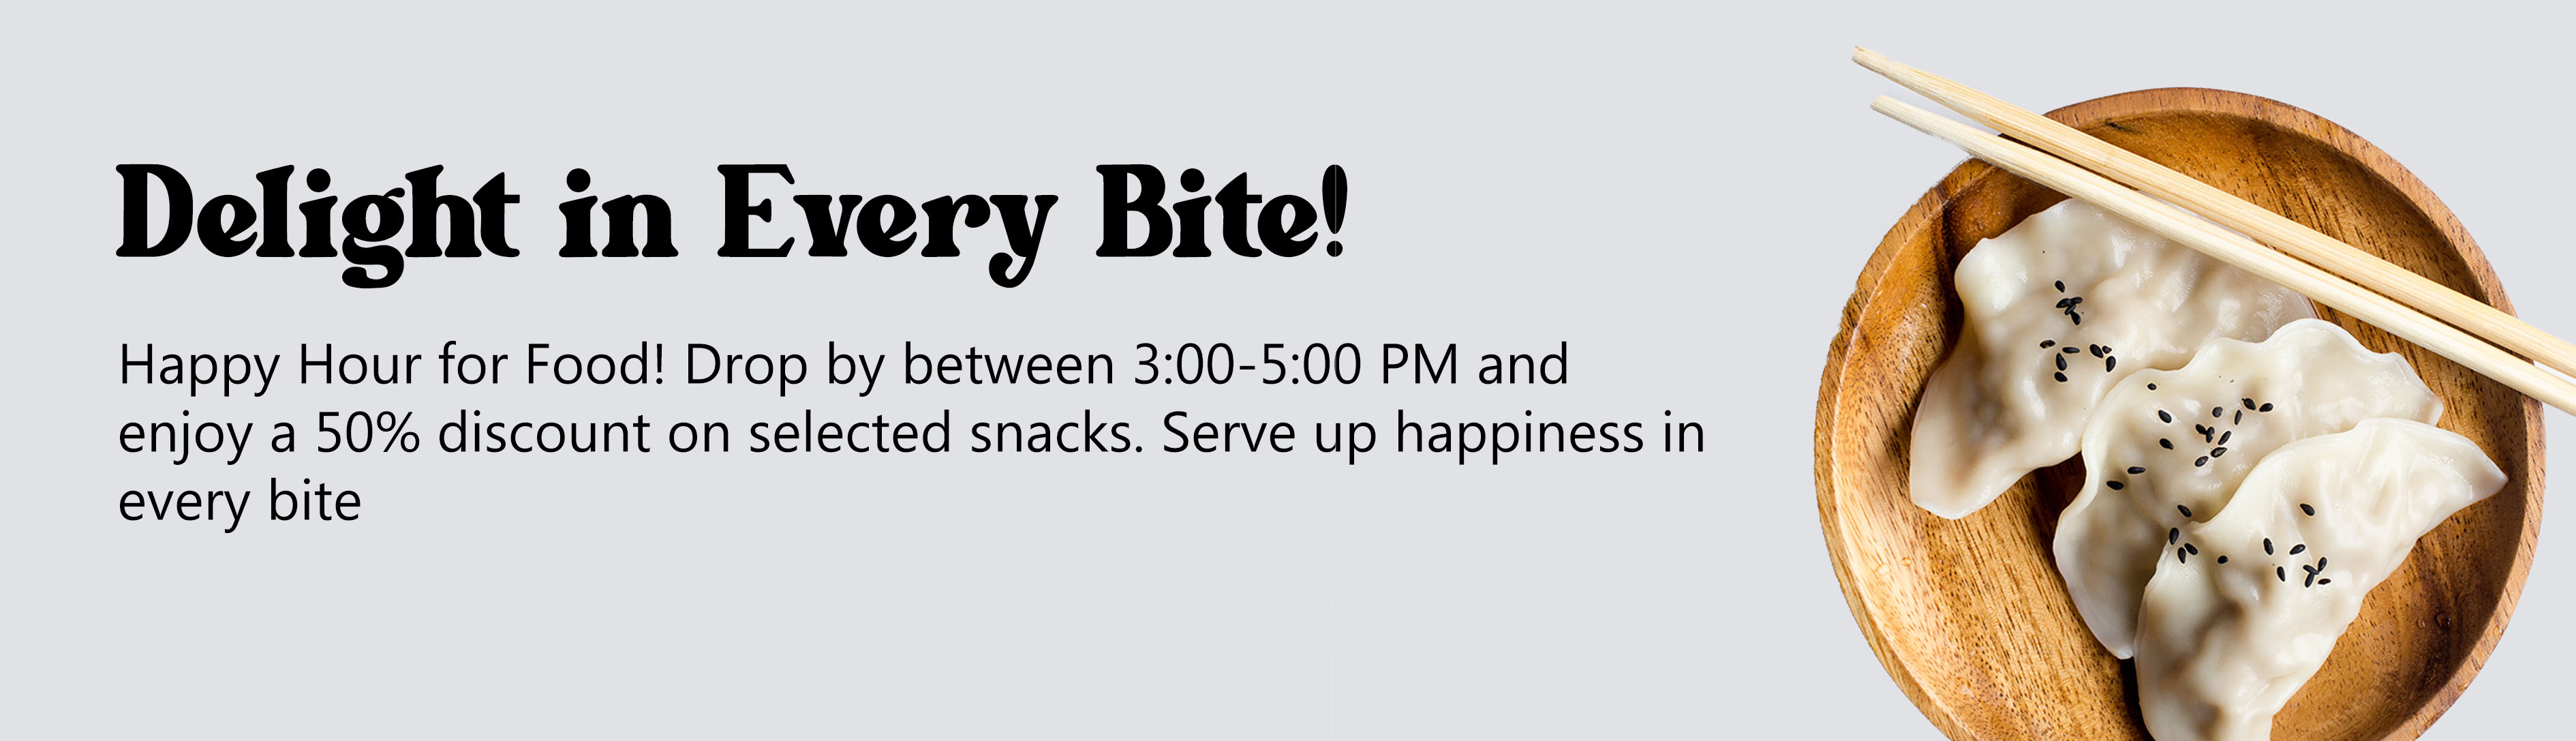 Delight in Every Bite!
Happy Hour for Food! Drop by between 3:00-5:00 PM and
enjoy a 50% discount on selected snacks. Serve up happiness in
every bite